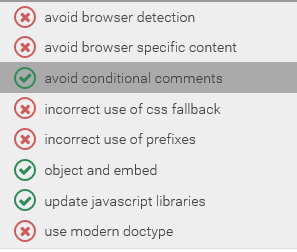 avoid browser detection
avoid browser specific content
avoid conditional comments
incorrect use of css fallback
incorrect use of prefixes
object and embed
update javascript libraries
use modern doctype